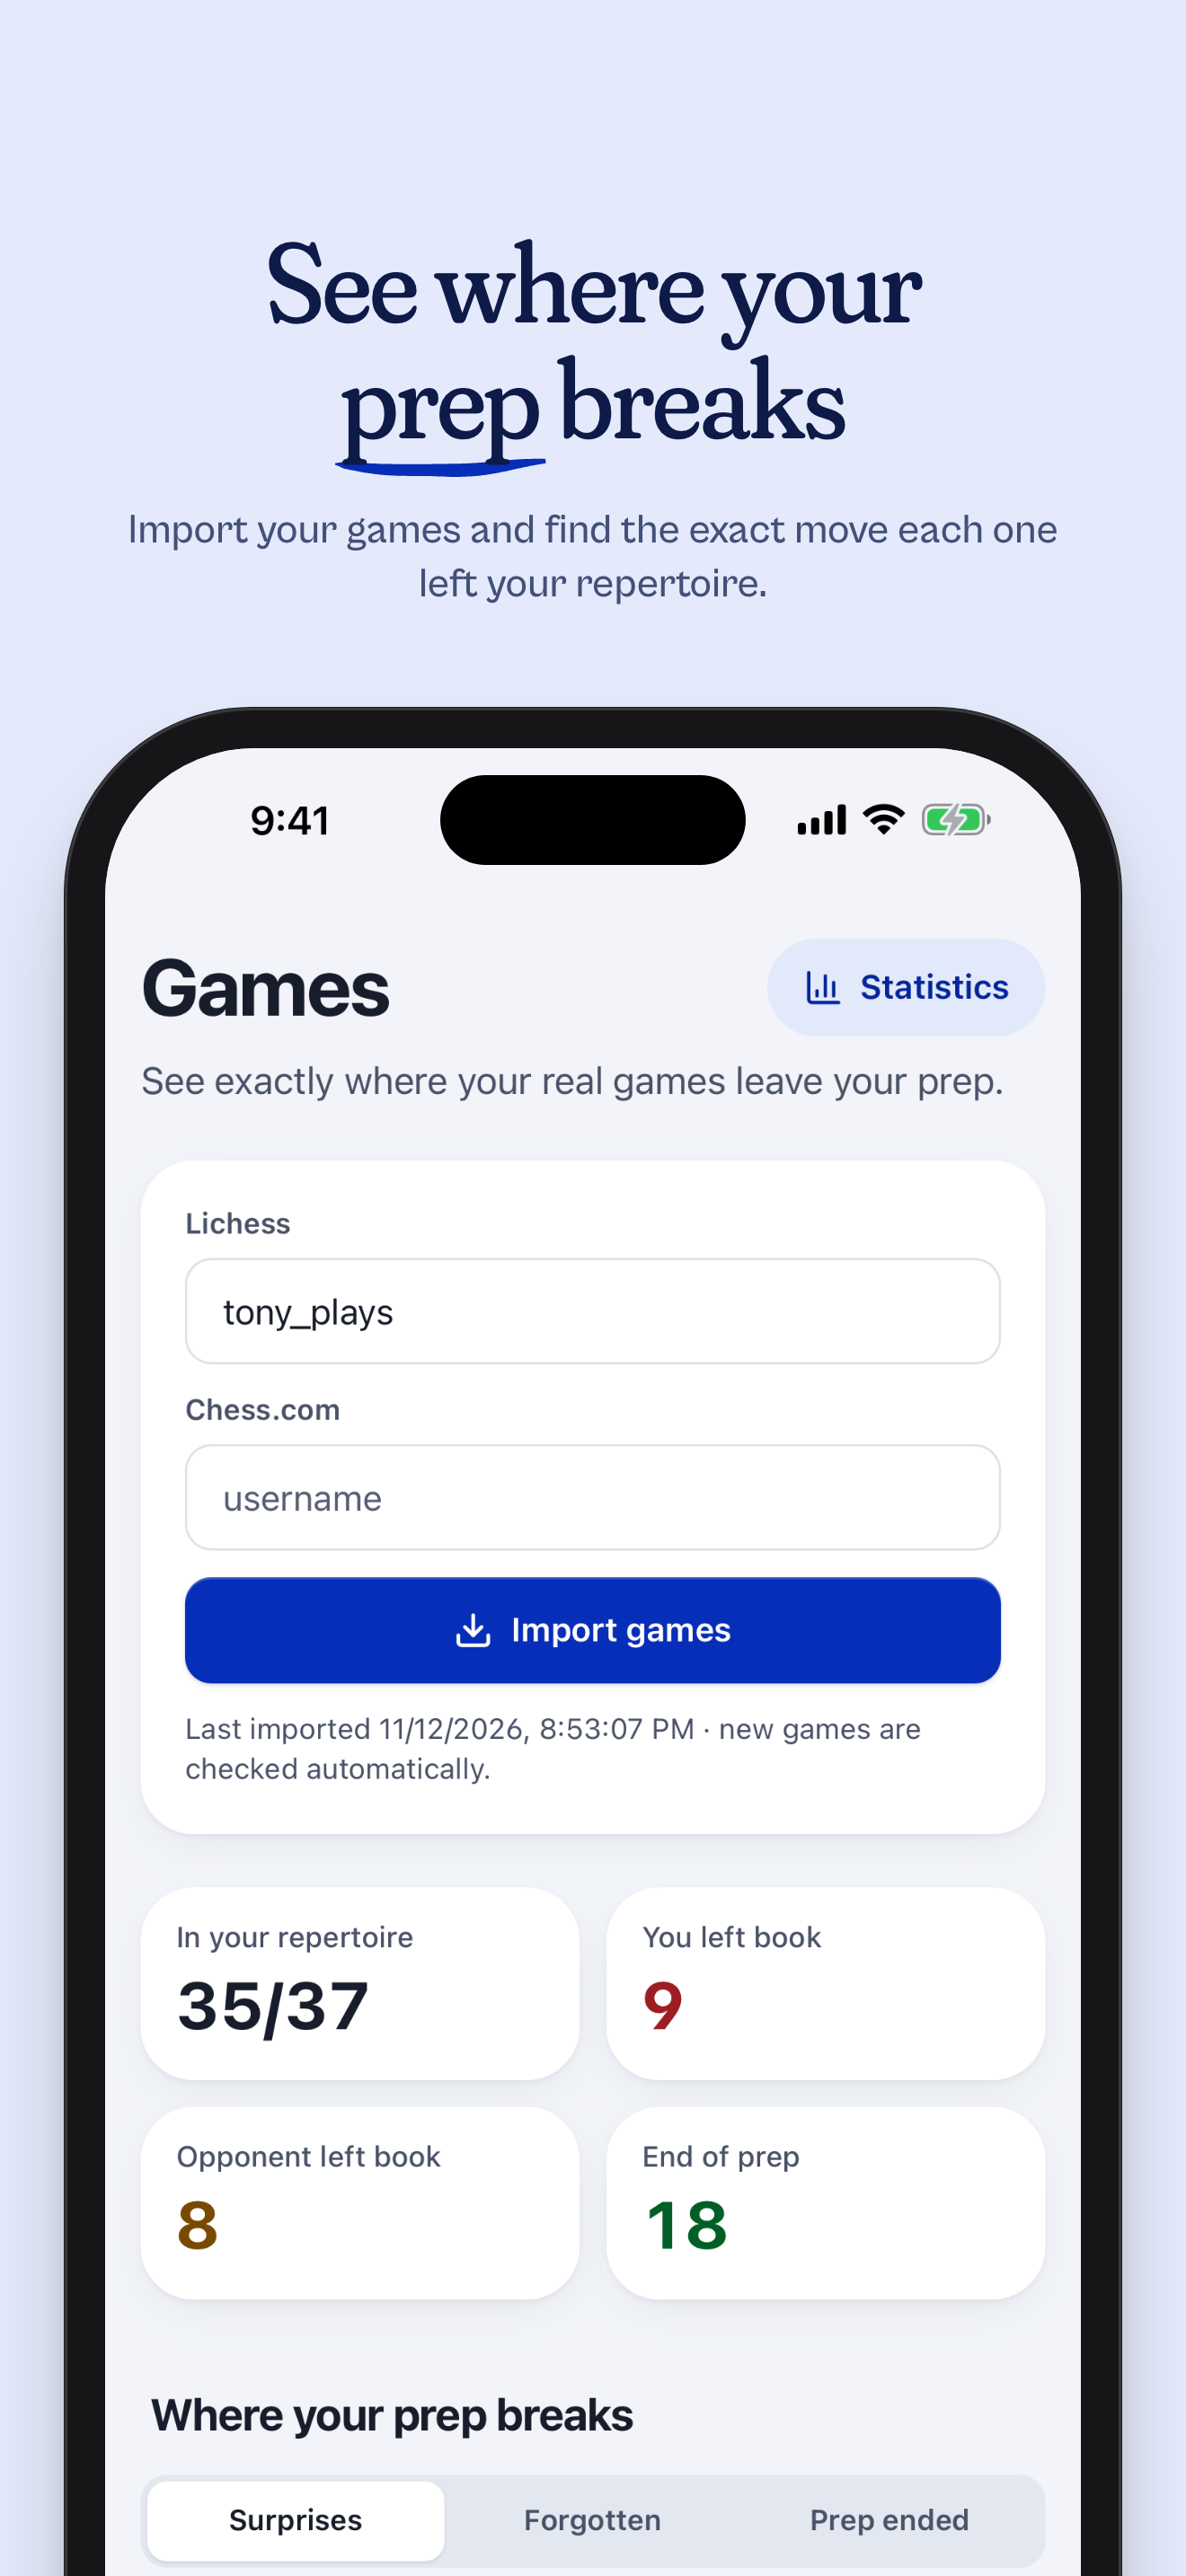 See where your
prep breaks
Import your games and find the exact move each one
left your repertoire.
9:41
Games
Statistics
See exactly where your real games leave your prep.
Lichess
tony_plays
Chess.com
username
Import games
Last imported 11/12/2026, 8:53:07 PM · new games are
checked automatically.
In your repertoire
35/37
You left book
9
Opponent left book
8
End of prep
18
Where your prep breaks
Surprises
Forgotten
Prep ended